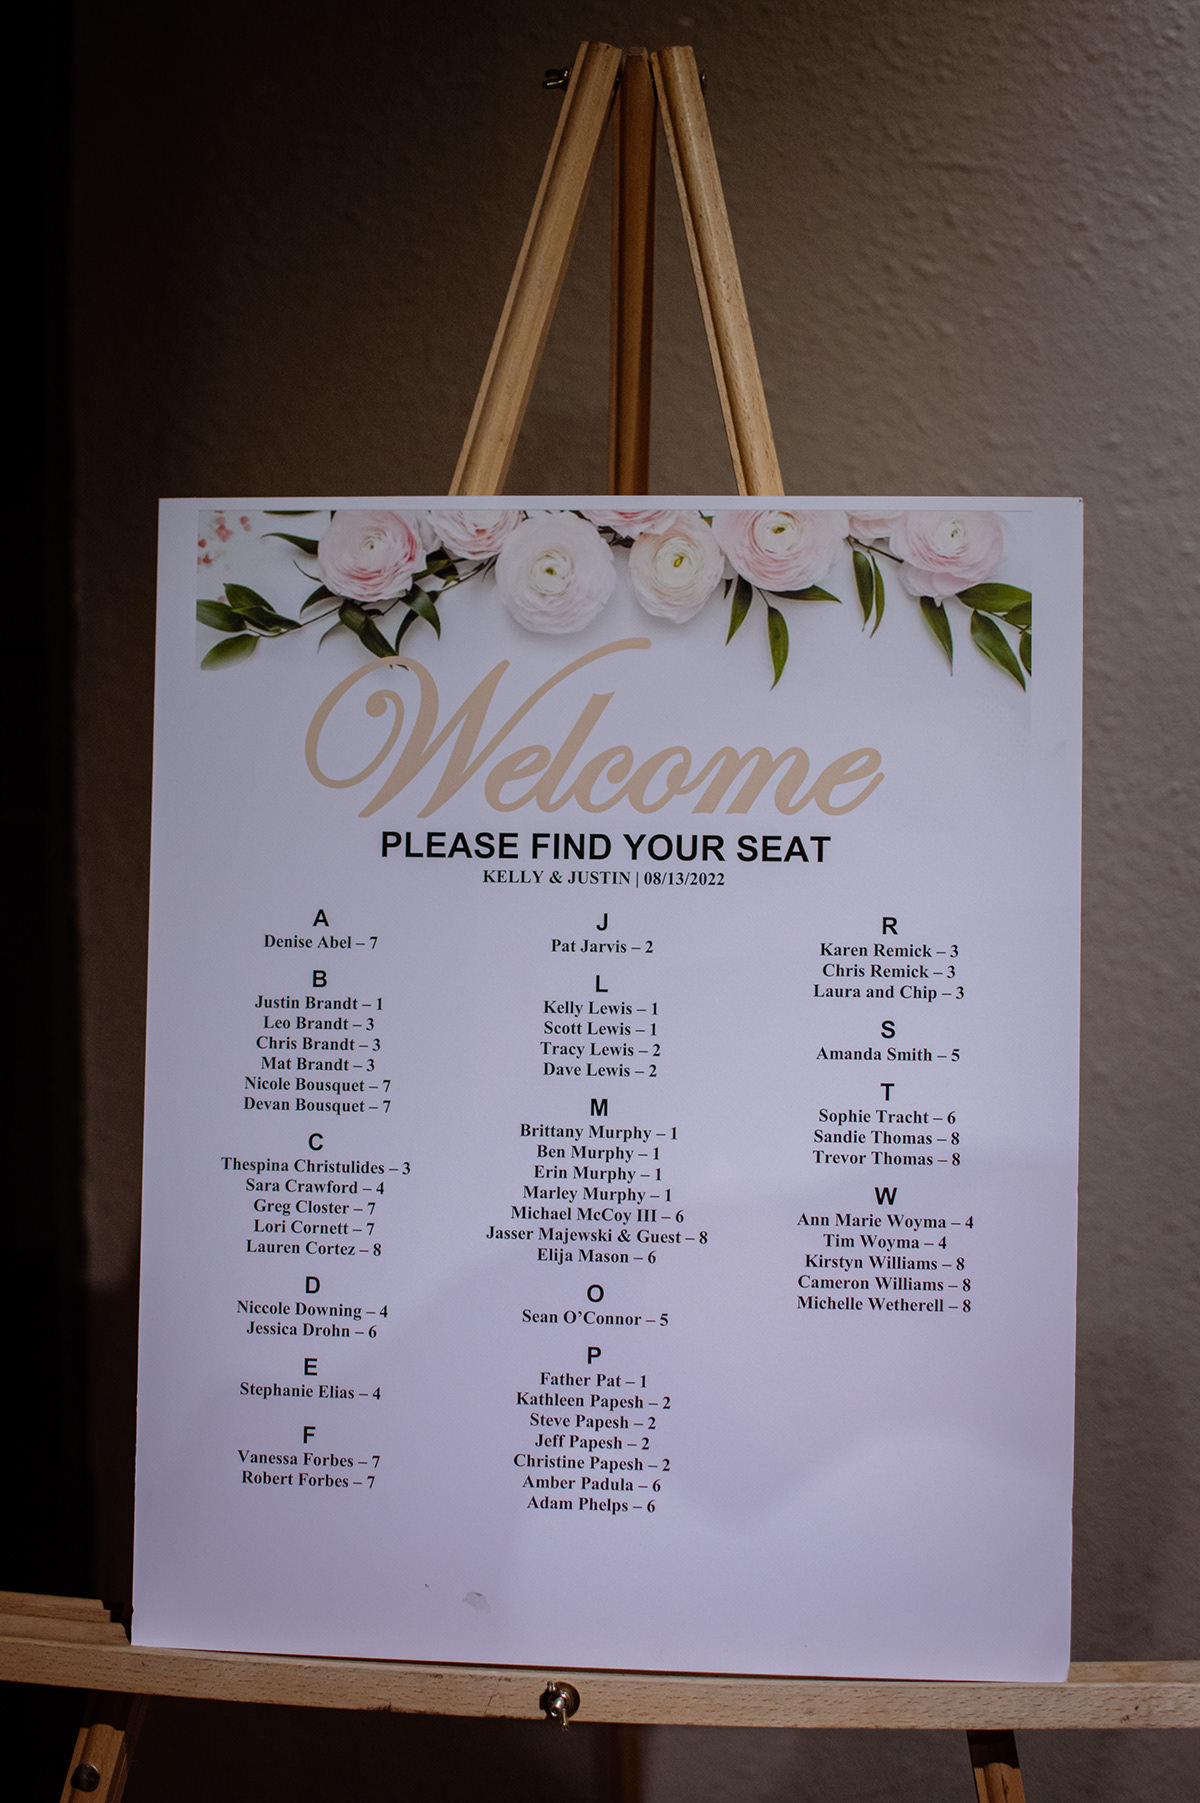 Welcome
PLEASE FIND YOUR SEAT
KELLY & JUSTIN | 08/13/2022
A
Denise Abel – 7
B
Justin Brandt – 1
Leo Brandt – 3
Chris Brandt – 3
Mat Brandt – 3
Nicole Bousquet – 7
Devan Bousquet – 7
C
Thespina Christulides – 3
Sara Crawford – 4
Greg Closter – 7
Lori Cornett – 7
Lauren Cortez – 8
D
Niccole Downing – 4
Jessica Drohn – 6
E
Stephanie Elias – 4
F
Vanessa Forbes – 7
Robert Forbes – 7
J
Pat Jarvis – 2
L
Kelly Lewis – 1
Scott Lewis – 1
Tracy Lewis – 2
Dave Lewis – 2
M
Brittany Murphy – 1
Ben Murphy – 1
Erin Murphy – 1
Marley Murphy – 1
Michael McCoy III – 6
Jasser Majewski & Guest – 8
Elija Mason – 6
O
Sean O’Connor – 5
P
Father Pat – 1
Kathleen Papesh – 2
Steve Papesh – 2
Jeff Papesh – 2
Christine Papesh – 2
Amber Padula – 6
Adam Phelps – 6
R
Karen Remick – 3
Chris Remick – 3
Laura and Chip – 3
S
Amanda Smith – 5
T
Sophie Tracht – 6
Sandie Thomas – 8
Trevor Thomas – 8
W
Ann Marie Woyma – 4
Tim Woyma – 4
Kirstyn Williams – 8
Cameron Williams – 8
Michelle Wetherell – 8